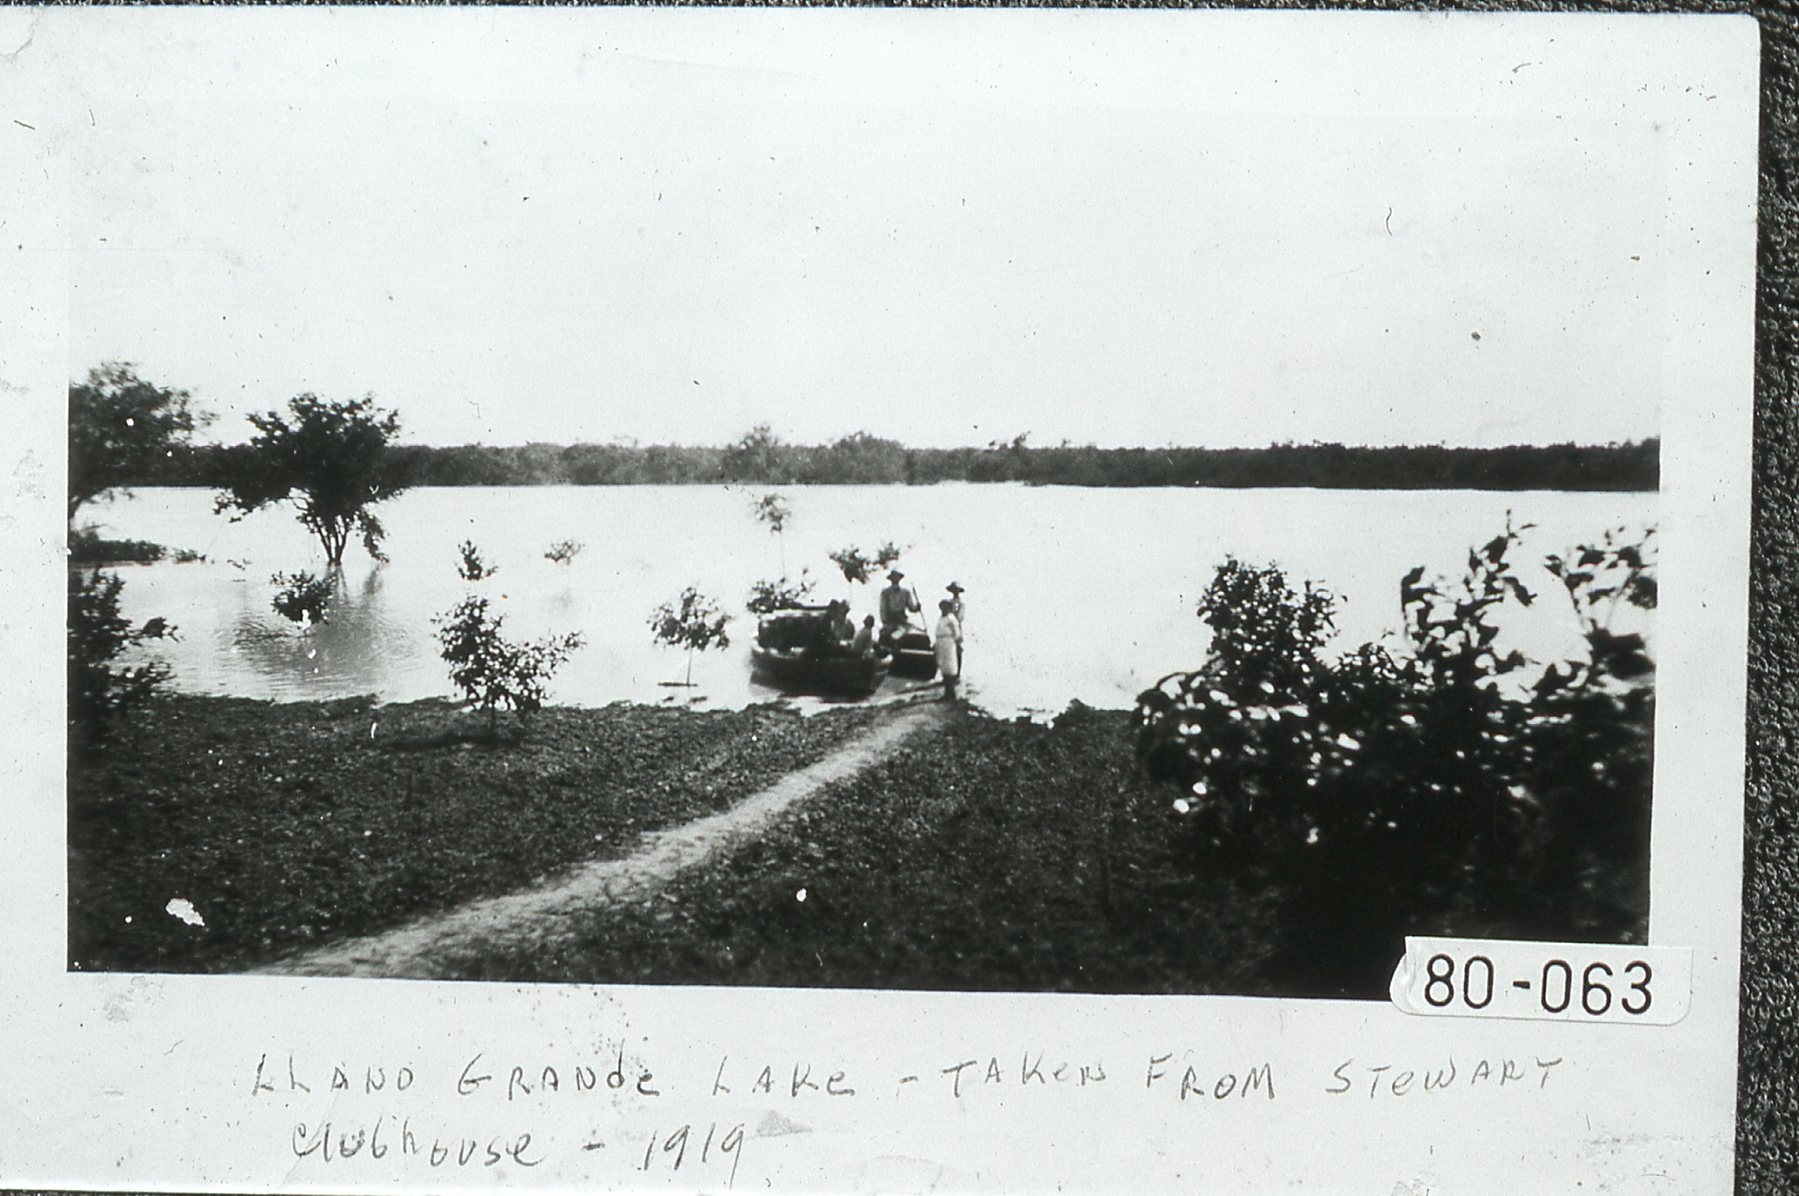 80-063
LLANO GRANDE LAKE - TAKEN FROM STEWART
clubhouse - 1919